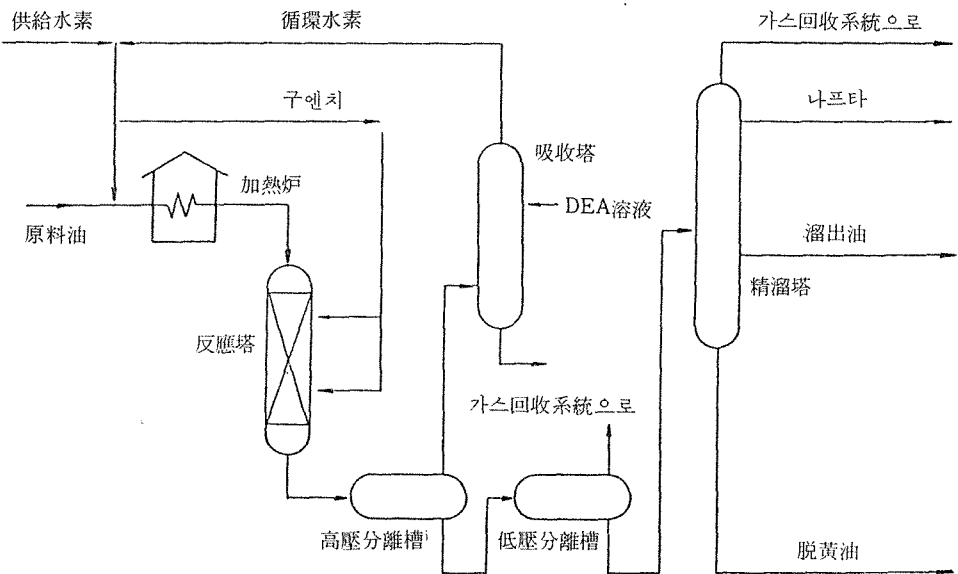 供給水素
循環水素
가스回收系統으로
구엔치
나프타
吸收塔
加熱炉
DEA溶液
原料油
溜出油
精溜塔
反應塔
가스回收系統으로
高壓分離槽
低壓分離槽
脱黄油